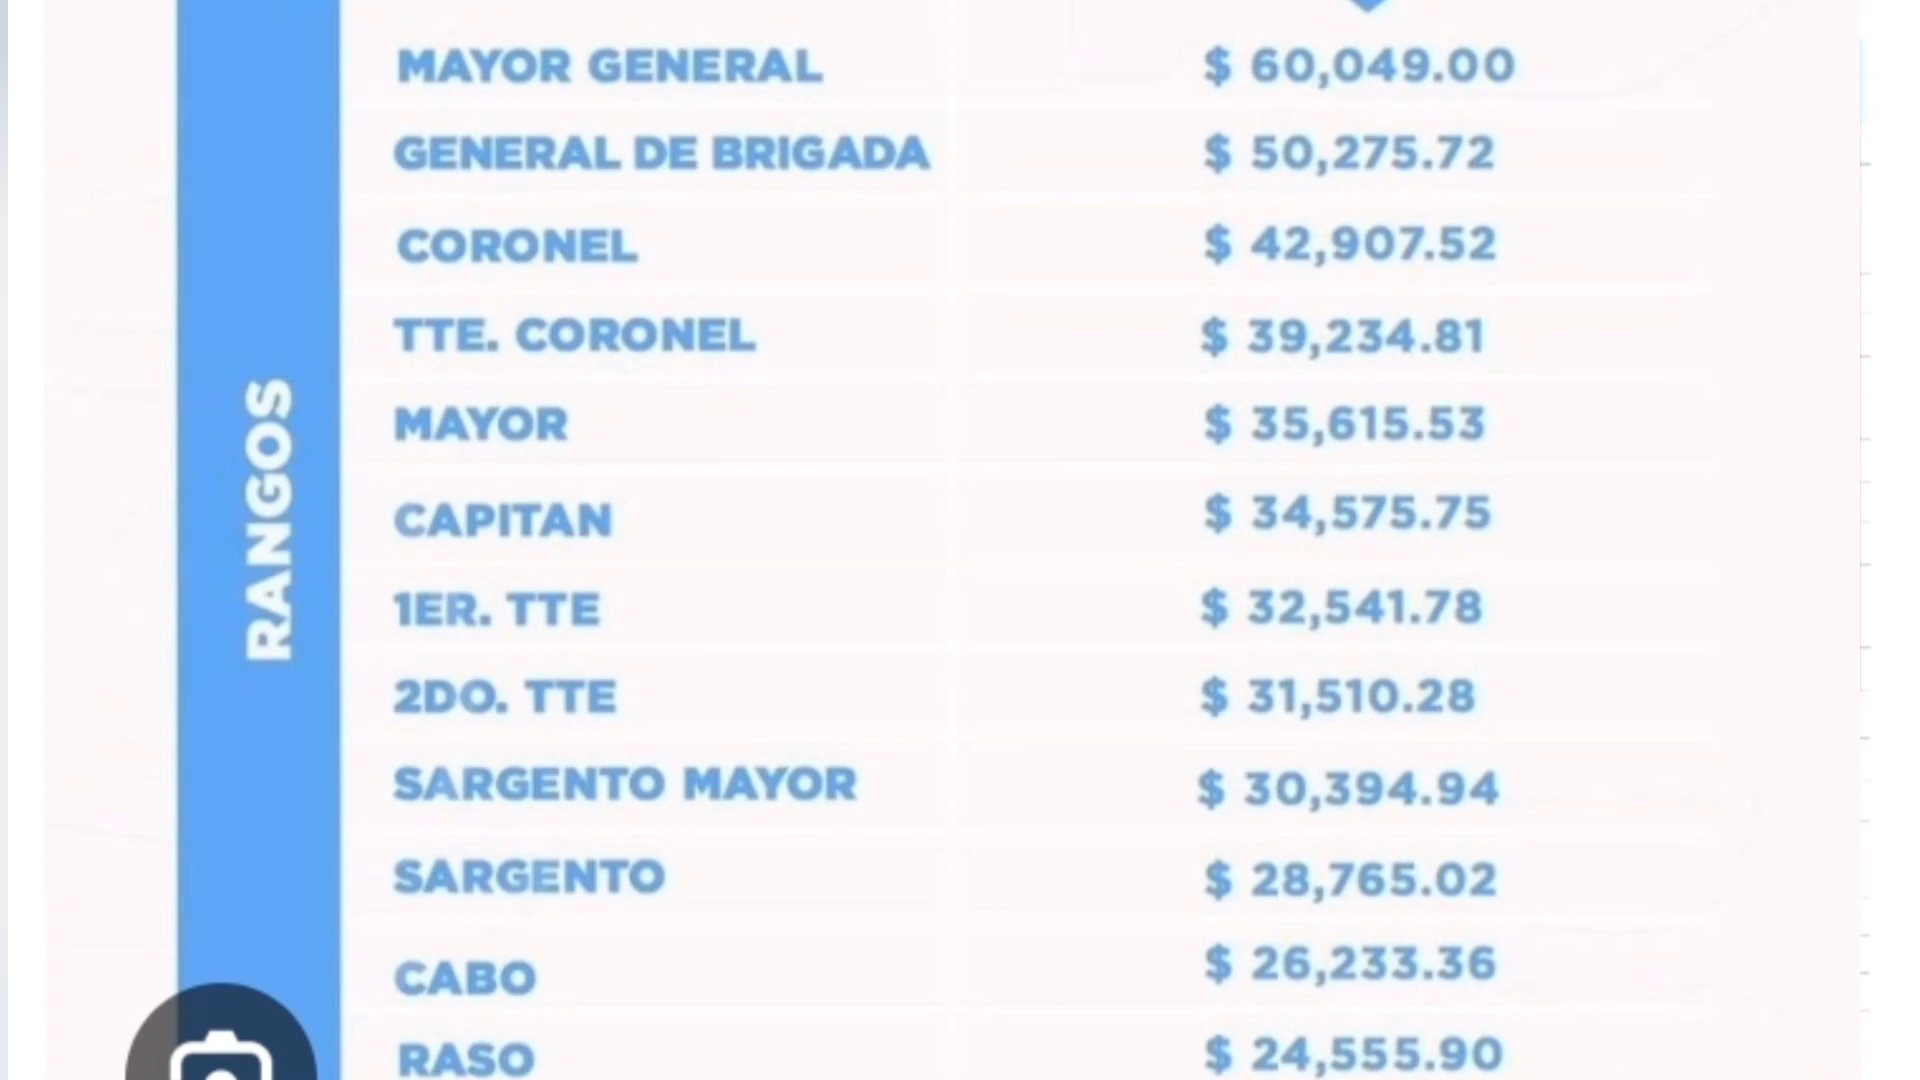 RANGOS
MAYOR GENERAL $ 60,049.00
GENERAL DE BRIGADA $ 50,275.72
CORONEL $ 42,907.52
TTE. CORONEL $ 39,234.81
MAYOR $ 35,615.53
CAPITAN $ 34,575.75
1ER. TTE $ 32,541.78
2DO. TTE $ 31,510.28
SARGENTO MAYOR $ 30,394.94
SARGENTO $ 28,765.02
CABO $ 26,233.36
RASO $ 24,555.90